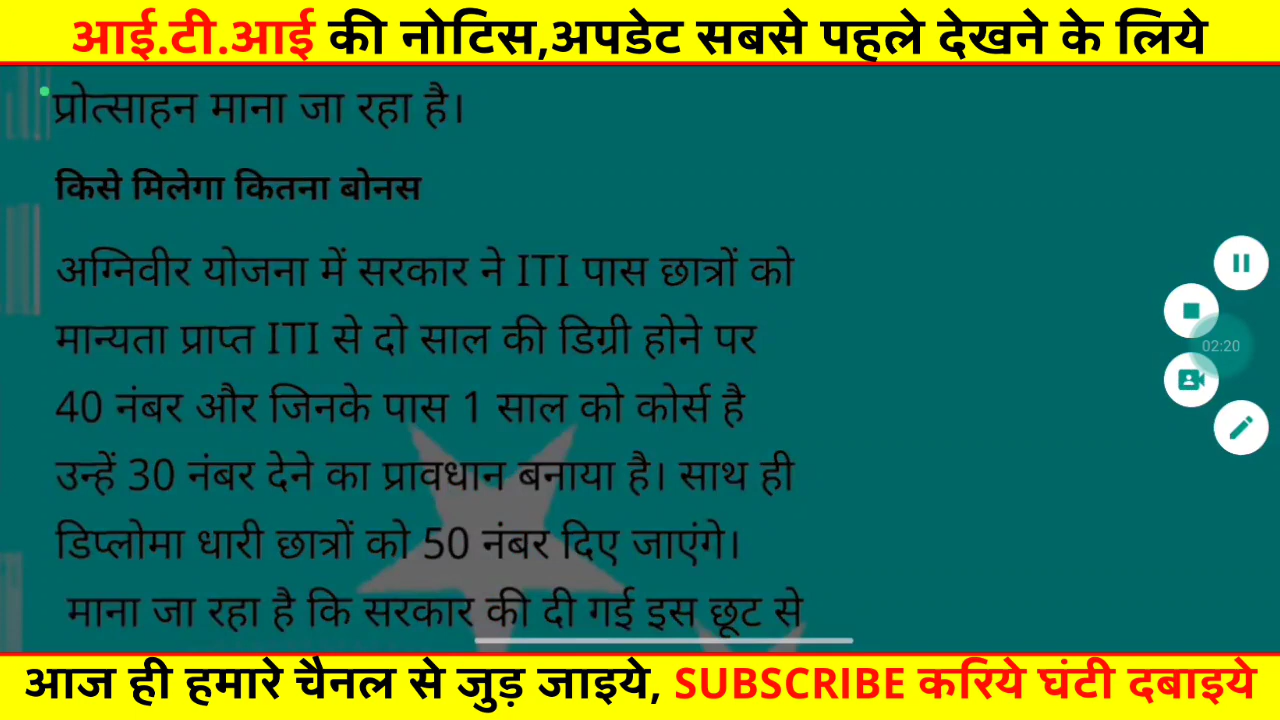 आई.टी.आई की नोटिस,अपडेट सबसे पहले देखने के लिये
प्रोत्साहन माना जा रहा है।
किसे मिलेगा कितना बोनस
अग्निवीर योजना में सरकार ने ITI पास छात्रों को
मान्यता प्राप्त ITI से दो साल की डिग्री होने पर
40 नंबर और जिनके पास 1 साल को कोर्स है
उन्हें 30 नंबर देने का प्रावधान बनाया है। साथ ही
डिप्लोमा धारी छात्रों को 50 नंबर दिए जाएंगे।
माना जा रहा है कि सरकार की दी गई इस छूट से
02:20
आज ही हमारे चैनल से जुड़ जाइये, SUBSCRIBE करिये घंटी दबाइये